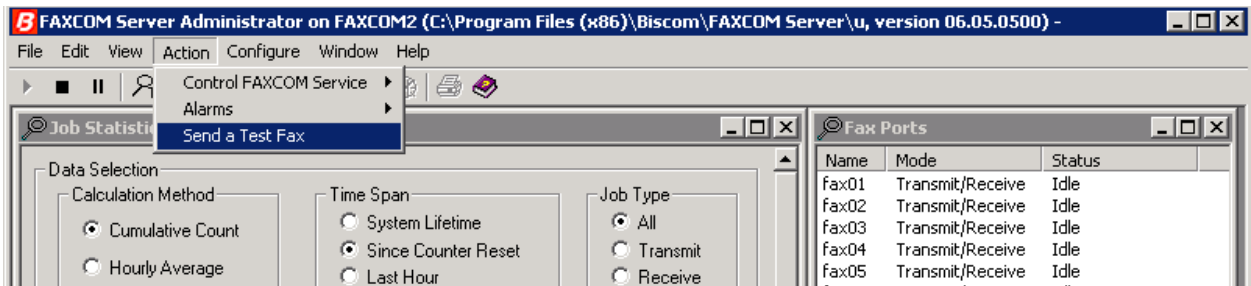 FAXCOM Server Administrator on FAXCOM2 (C:\Program Files (x86)\Biscom\FAXCOM Server\u, version 06.05.0500) -
File Edit View Action Configure Window Help
Control FAXCOM Service
Alarms
Send a Test Fax
Job Statisti
Data Selection
Calculation Method
Cumulative Count
Hourly Average
Time Span
System Lifetime
Since Counter Reset
Last Hour
Job Type
All
Transmit
Receive
Fax Ports
Name Mode Status
fax01 Transmit/Receive Idle
fax02 Transmit/Receive Idle
fax03 Transmit/Receive Idle
fax04 Transmit/Receive Idle
fax05 Transmit/Receive Idle